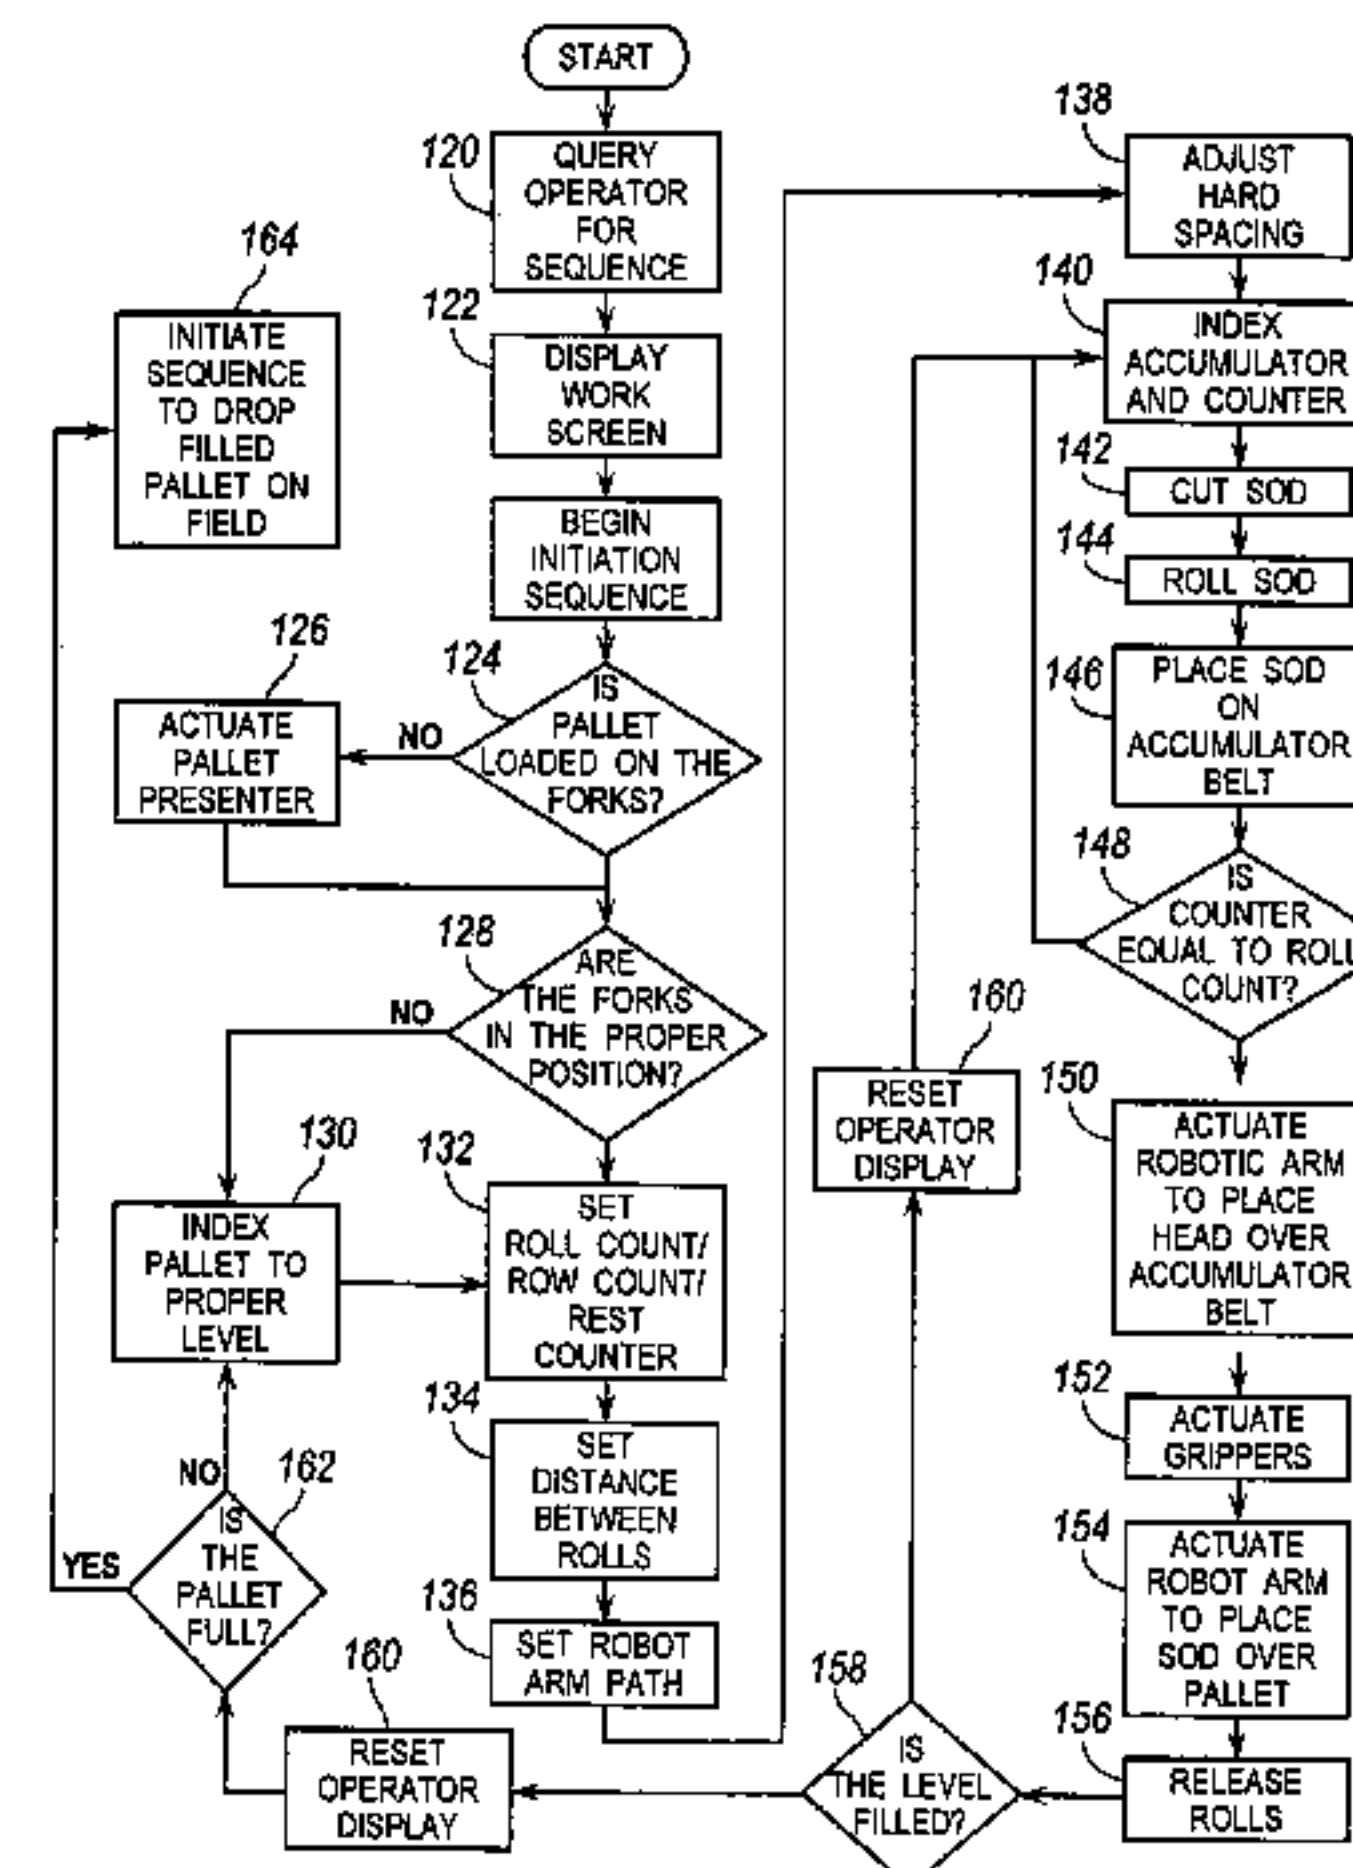 START
120
QUERY
OPERATOR
FOR
SEQUENCE
122
DISPLAY
WORK
SCREEN
BEGIN
INITIATION
SEQUENCE
124
IS
PALLET
LOADED ON THE
FORKS?
NO
126
ACTUATE
PALLET
PRESENTER
128
ARE
THE FORKS
IN THE PROPER
POSITION?
NO
130
INDEX
PALLET TO
PROPER
LEVEL
132
SET
ROLL COUNT/
ROW COUNT/
REST
COUNTER
134
SET
DISTANCE
BETWEEN
ROLLS
136
SET ROBOT
ARM PATH
138
ADJUST
HARD
SPACING
140
INDEX
ACCUMULATOR
AND COUNTER
142
CUT SOD
144
ROLL SOD
146
PLACE SOD
ON
ACCUMULATOR
BELT
148
IS
COUNTER
EQUAL TO ROLL
COUNT?
150
ACTUATE
ROBOTIC ARM
TO PLACE
HEAD OVER
ACCUMULATOR
BELT
152
ACTUATE
GRIPPERS
154
ACTUATE
ROBOT ARM
TO PLACE
SOD OVER
PALLET
156
RELEASE
ROLLS
158
IS
THE LEVEL
FILLED?
160
RESET
OPERATOR
DISPLAY
160
RESET
OPERATOR
DISPLAY
162
IS
THE
PALLET
FULL?
NO
YES
164
INITIATE
SEQUENCE
TO DROP
FILLED
PALLET ON
FIELD